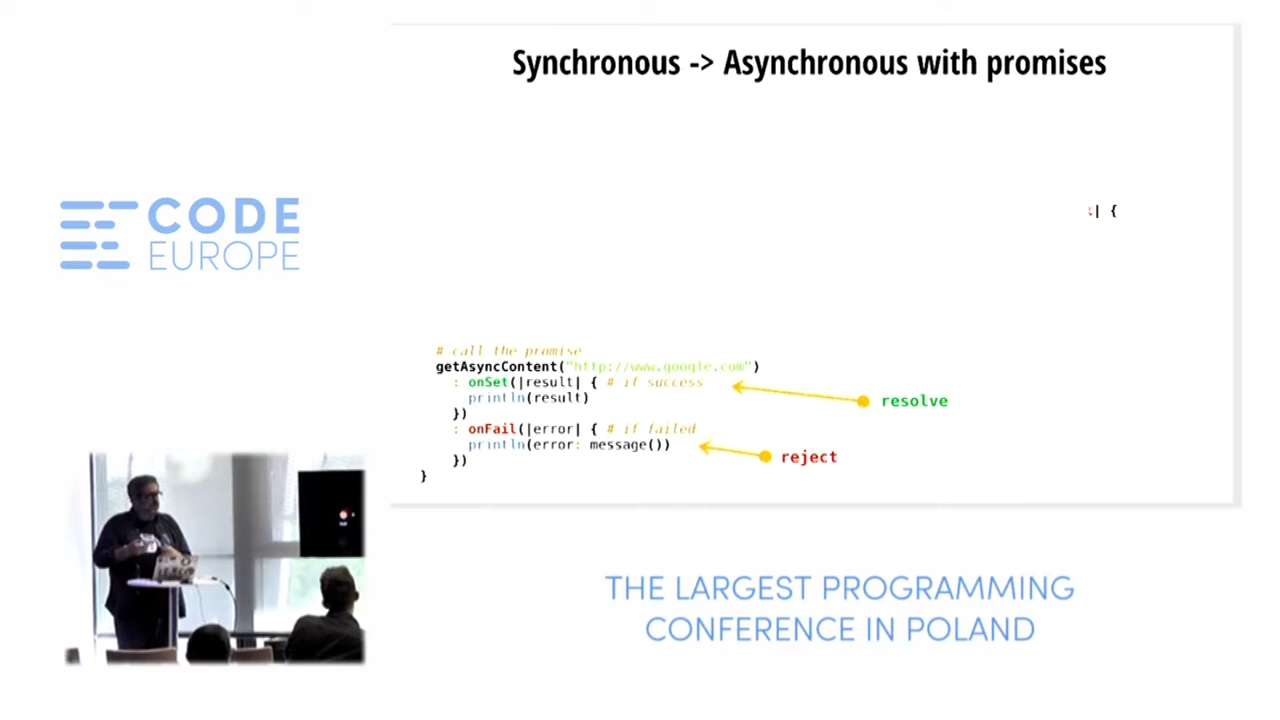 Synchronous -> Asynchronous with promises
CODE
EUROPE
| {
# call the promise
getAsyncContent("http://www.google.com")
: onSet(|result| { # if success
println(result)
})
: onFail(|error| { # if failed
println(error: message())
})
}
resolve
reject
THE LARGEST PROGRAMMING
CONFERENCE IN POLAND